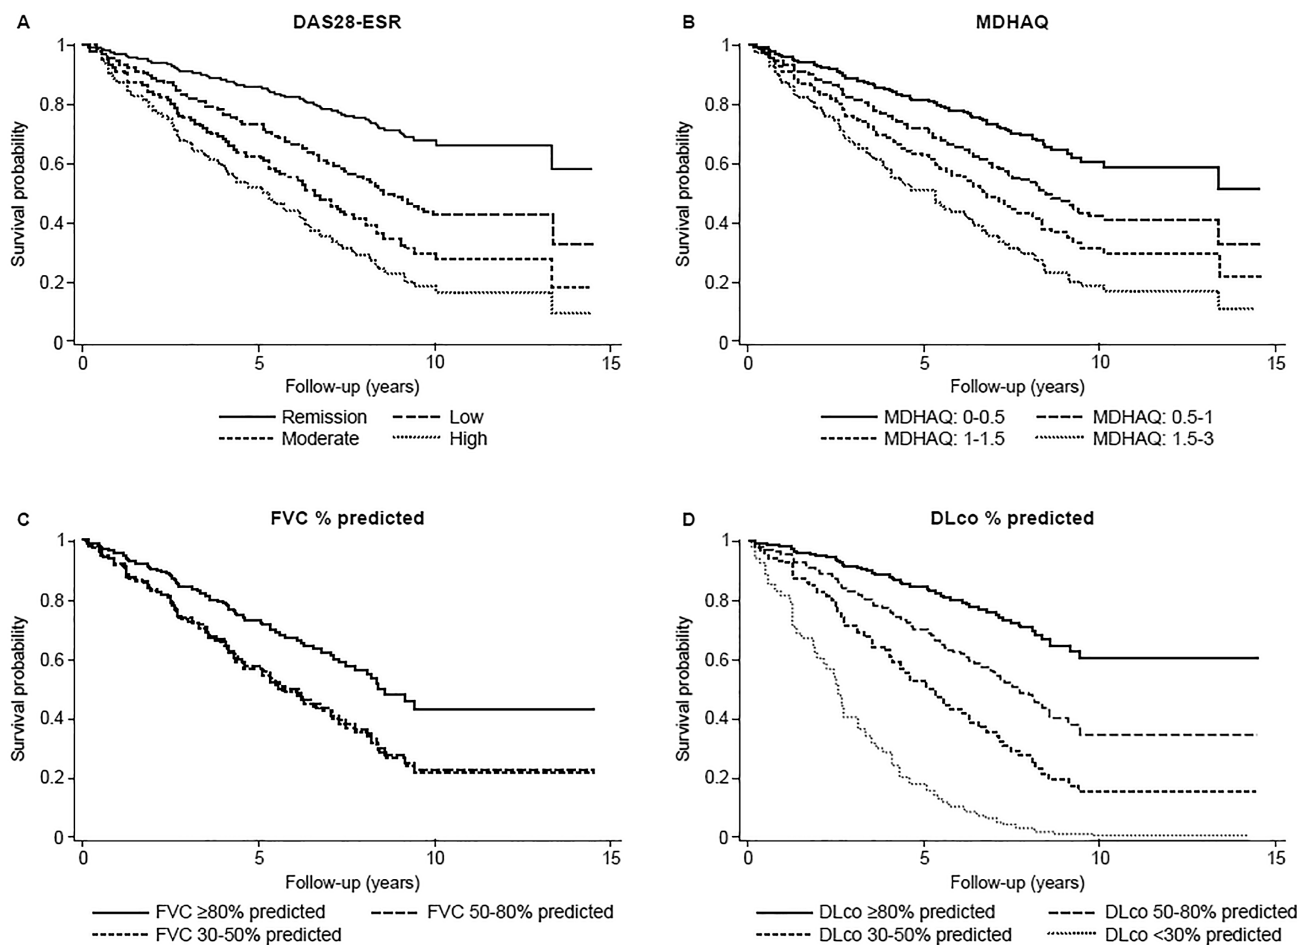 A DAS28-ESR
1
0.8
0.6
0.4
0.2
0
Survival probability
0 5 10 15
Follow-up (years)
Remission Low
Moderate High
B MDHAQ
1
0.8
0.6
0.4
0.2
0
Survival probability
0 5 10 15
Follow-up (years)
MDHAQ: 0-0.5 MDHAQ: 0.5-1
MDHAQ: 1-1.5 MDHAQ: 1.5-3
C FVC % predicted
1
0.8
0.6
0.4
0.2
0
Survival probability
0 5 10 15
Follow-up (years)
FVC ≥80% predicted FVC 50-80% predicted
FVC 30-50% predicted
D DLco % predicted
1
0.8
0.6
0.4
0.2
0
Survival probability
0 5 10 15
Follow-up (years)
DLco ≥80% predicted DLco 50-80% predicted
DLco 30-50% predicted DLco <30% predicted